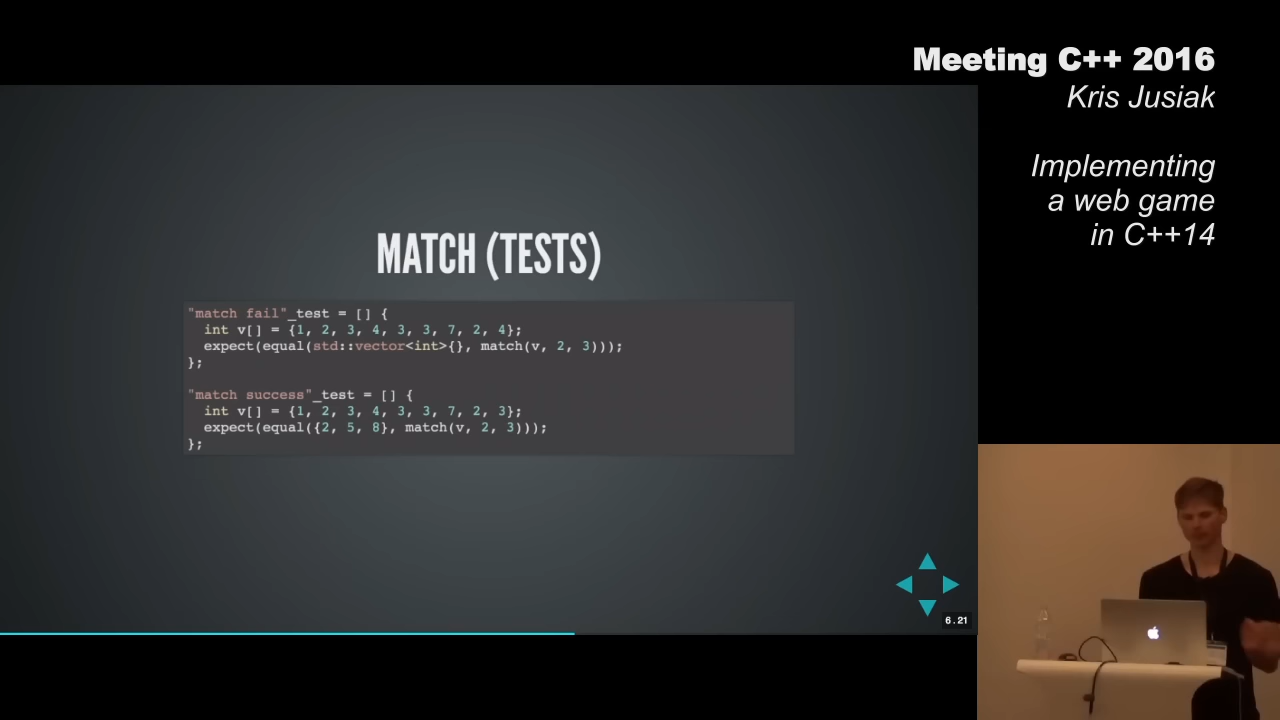 Meeting C++ 2016
Kris Jusiak
Implementing
a web game
in C++14
MATCH (TESTS)
"match fail"_test = [] {
  int v[] = {1, 2, 3, 4, 3, 3, 7, 2, 4};
  expect(equal(std::vector<int>{}, match(v, 2, 3)));
};
"match success"_test = [] {
  int v[] = {1, 2, 3, 4, 3, 3, 7, 2, 3};
  expect(equal({2, 5, 8}, match(v, 2, 3)));
};
6.21